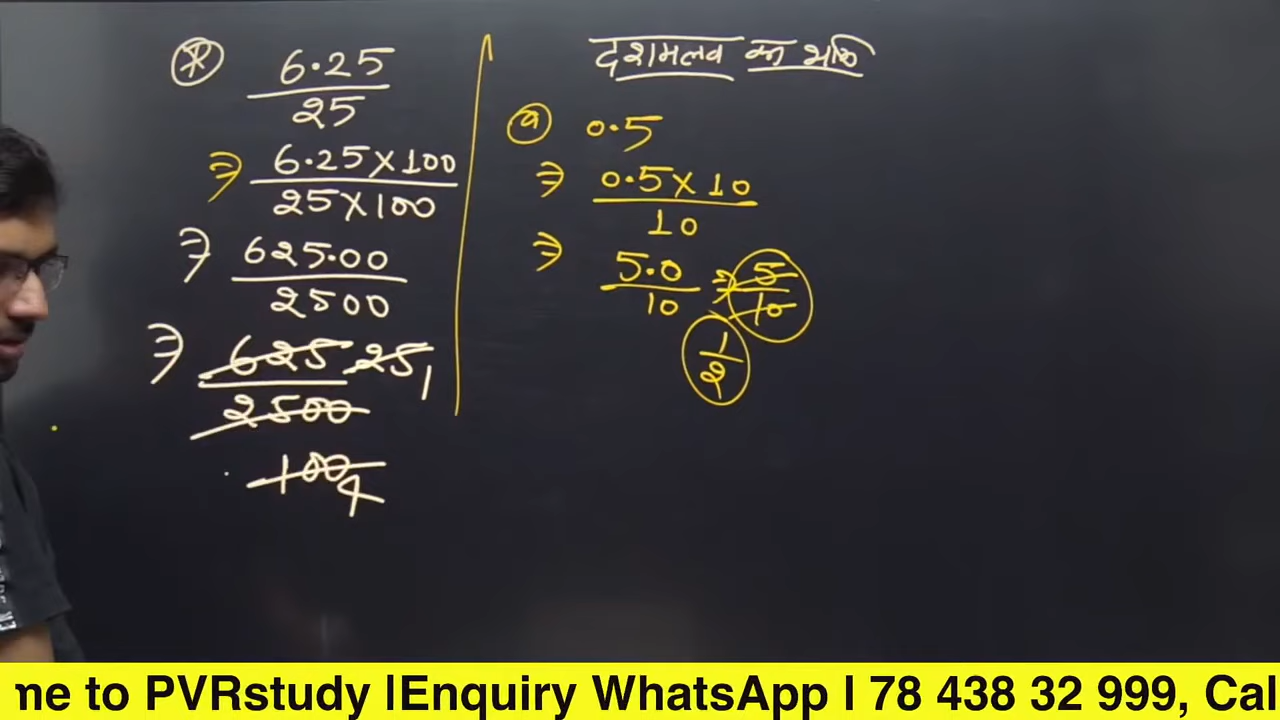 * 6.25
25
⇒ 6.25×100
25×100
⇒ 625.00
2500
⇒ 625 25 1
2500
100 4
दशमलव का भक्ति
a 0.5
⇒ 0.5×10
10
⇒ 5.0 ⇒ 5
10 10
1
2
me to PVRstudy |Enquiry WhatsApp I 78 438 32 999, Cal